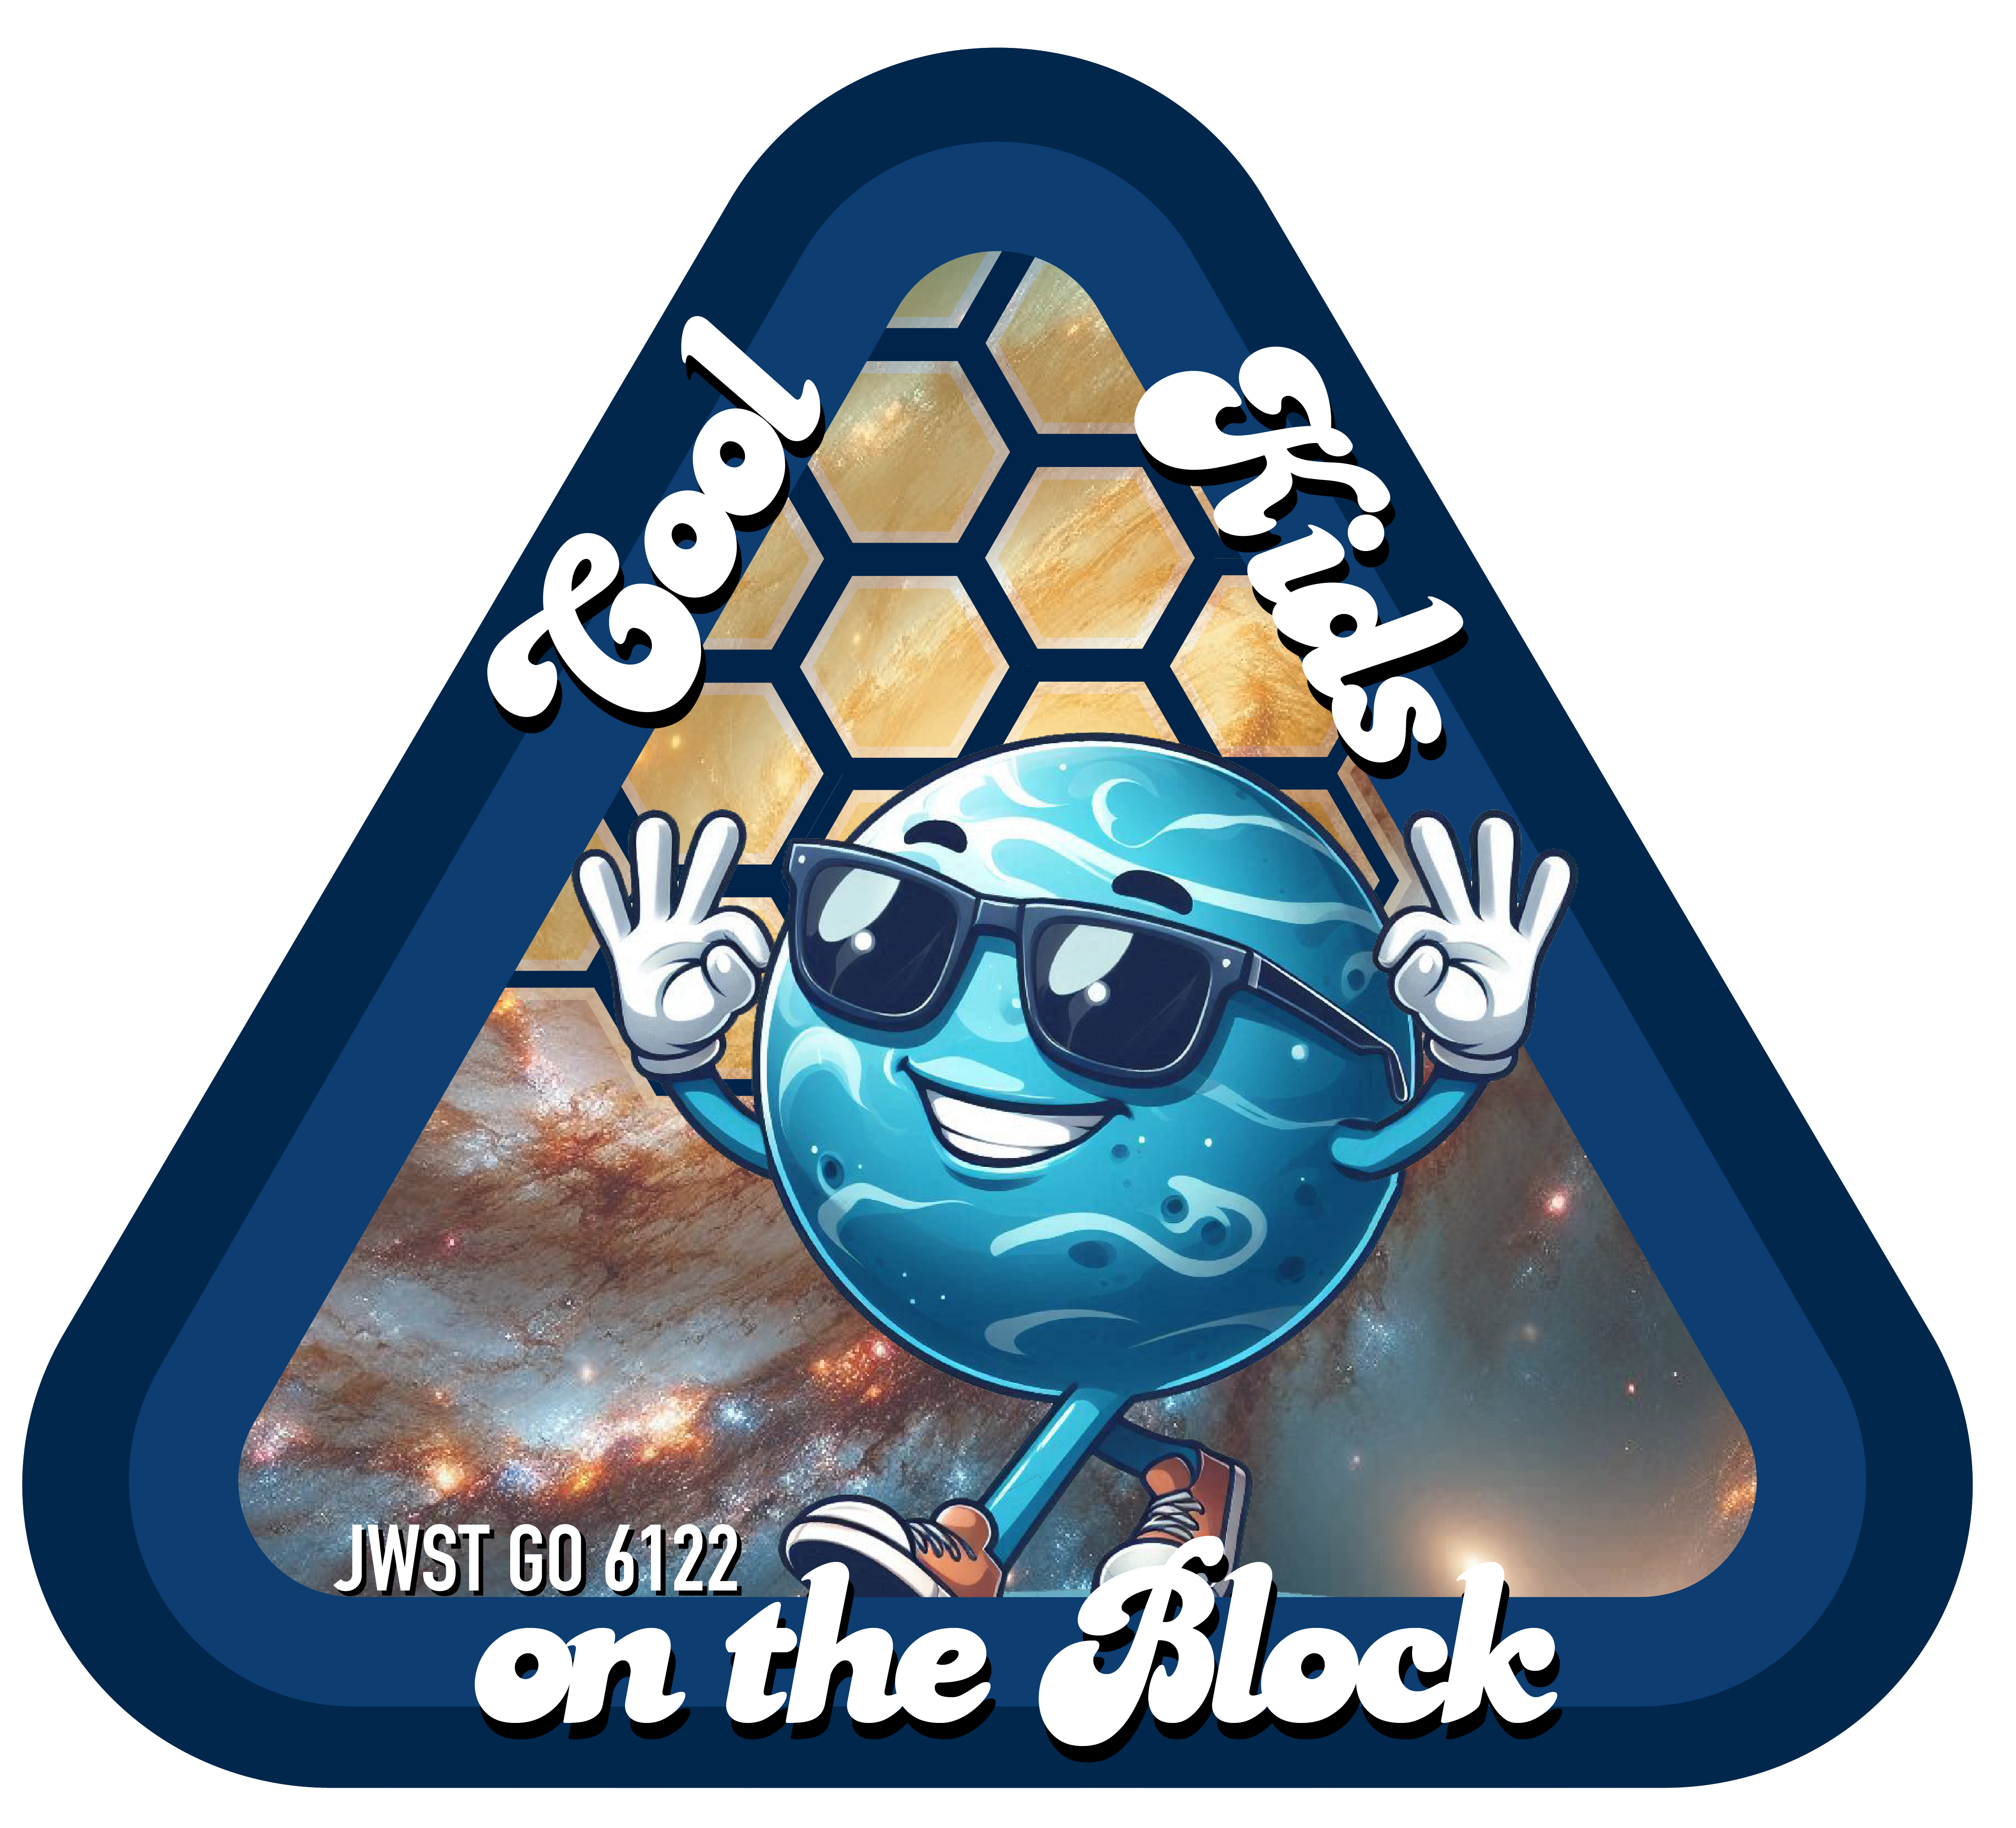 Cool
Kids
JWST GO 6122
on the Block